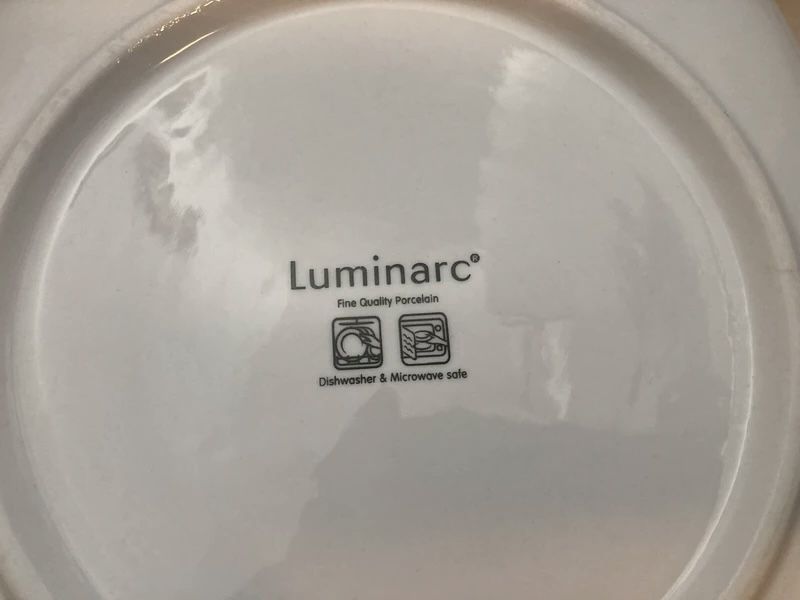 Luminarc®
Fine Quality Porcelain
Dishwasher & Microwave safe